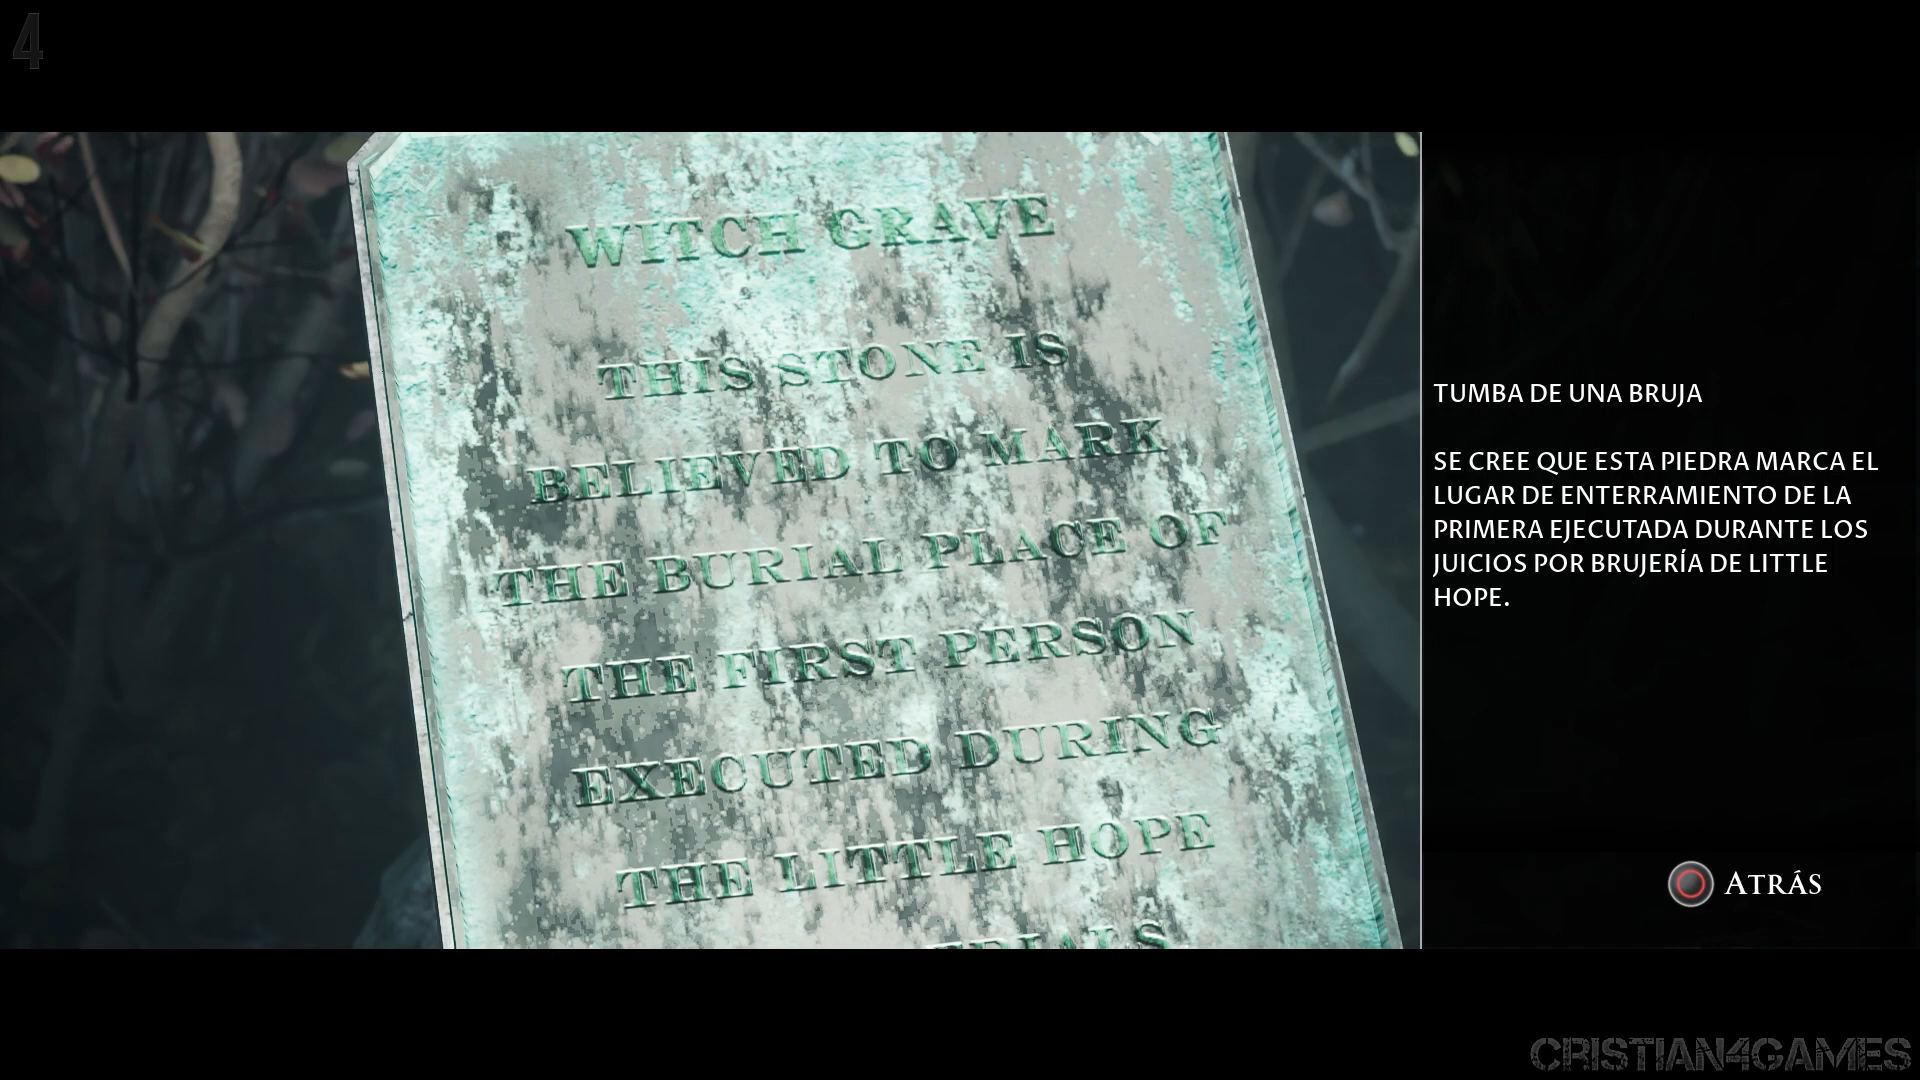 4
WITCH GRAVE
THIS STONE IS
BELIEVED TO MARK
THE BURIAL PLACE OF
THE FIRST PERSON
EXECUTED DURING
THE LITTLE HOPE
TRIALS
TUMBA DE UNA BRUJA
SE CREE QUE ESTA PIEDRA MARCA EL
LUGAR DE ENTERRAMIENTO DE LA
PRIMERA EJECUTADA DURANTE LOS
JUICIOS POR BRUJERÍA DE LITTLE
HOPE.
ATRÁS
CRISTIAN4GAMES